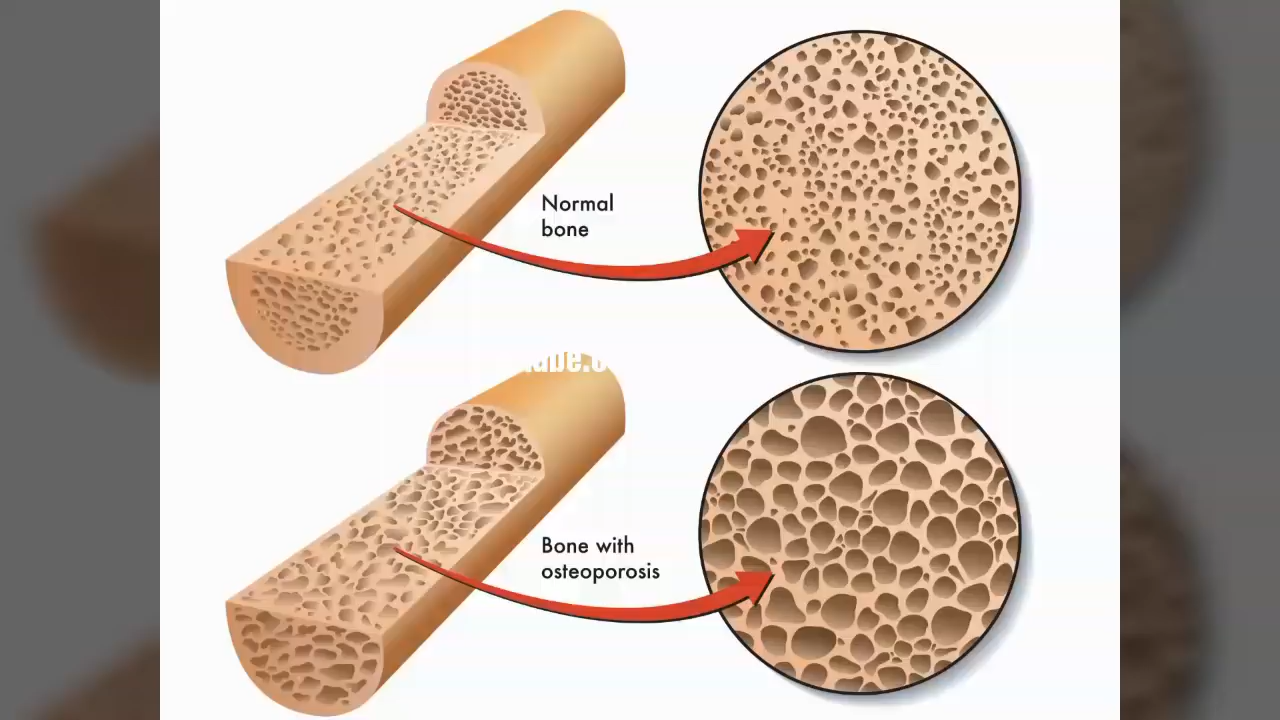 Normal
bone
Bone with
osteoporosis